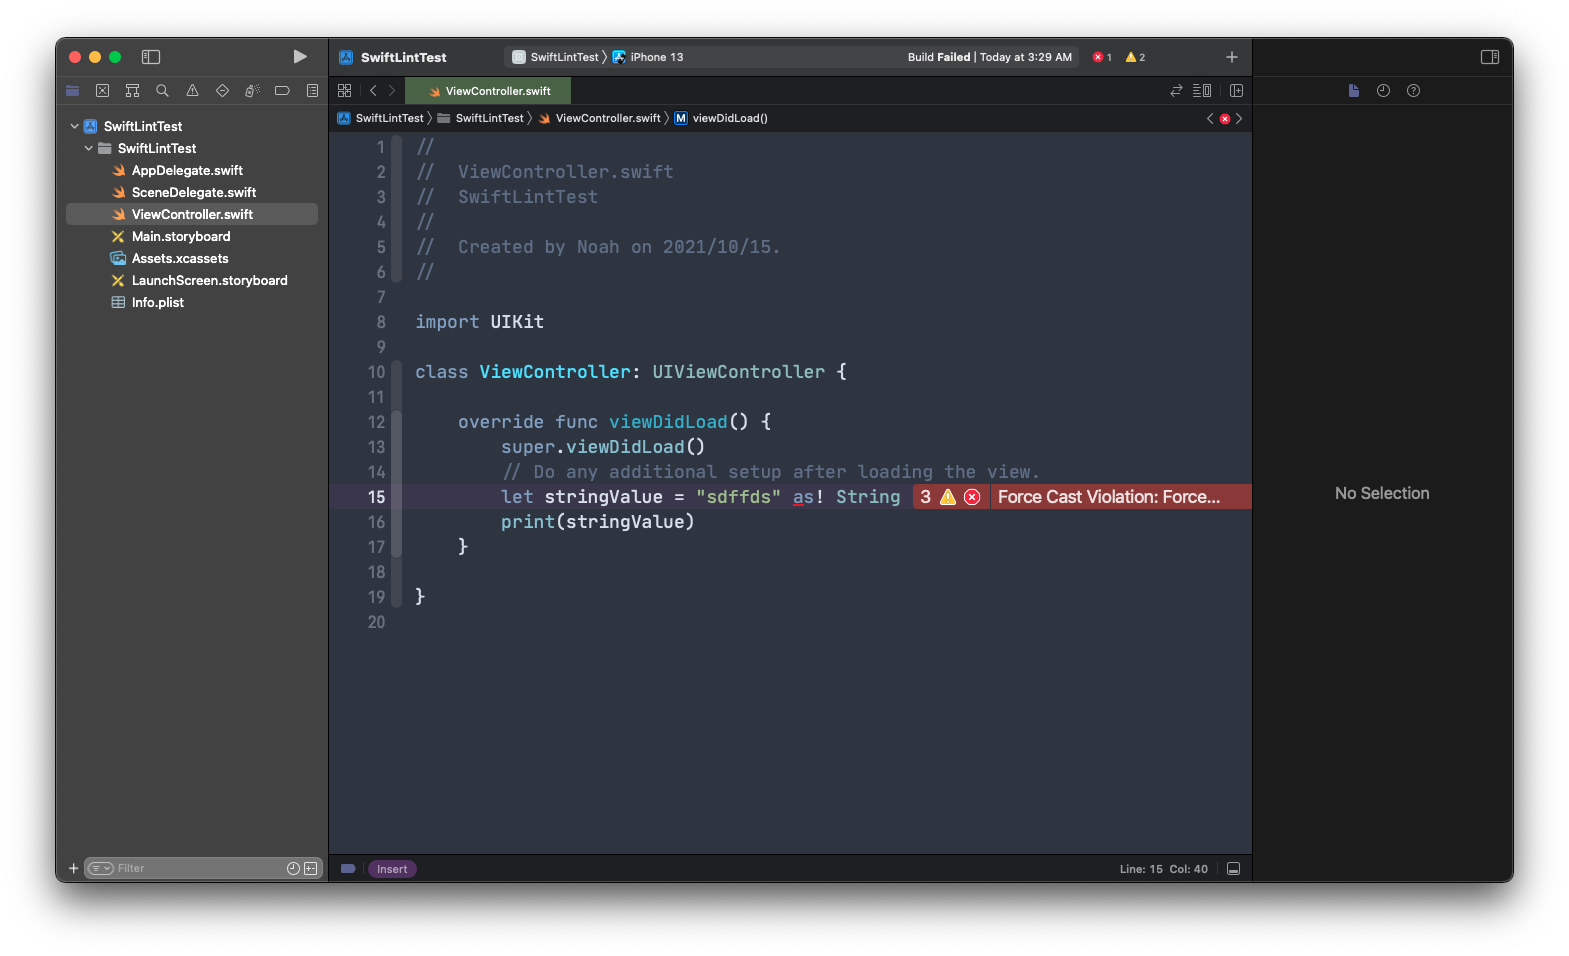 SwiftLintTest
SwiftLintTest
iPhone 13
Build Failed | Today at 3:29 AM
1
2
ViewController.swift
SwiftLintTest
SwiftLintTest
ViewController.swift
M
viewDidLoad()
SwiftLintTest
SwiftLintTest
AppDelegate.swift
SceneDelegate.swift
ViewController.swift
Main.storyboard
Assets.xcassets
LaunchScreen.storyboard
Info.plist
1 //
2 //  ViewController.swift
3 //  SwiftLintTest
4 //
5 //  Created by Noah on 2021/10/15.
6 //
7
8 import UIKit
9
10 class ViewController: UIViewController {
11
12     override func viewDidLoad() {
13         super.viewDidLoad()
14         // Do any additional setup after loading the view.
15         let stringValue = "sdffds" as! String 3 Force Cast Violation: Force...
16         print(stringValue)
17     }
18
19 }
20
No Selection
Filter
Insert
Line: 15 Col: 40